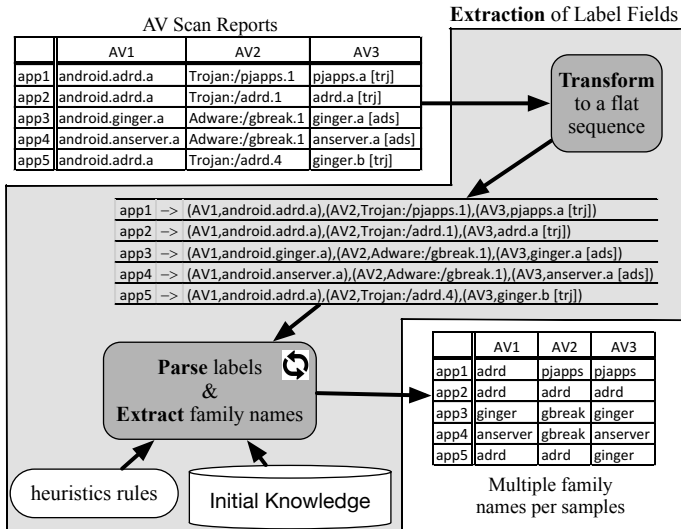 Extraction of Label Fields
AV Scan Reports
AV1 AV2 AV3
app1 android.adrd.a Trojan:/pjapps.1 pjapps.a [trj]
app2 android.adrd.a Trojan:/adrd.1 adrd.a [trj]
app3 android.ginger.a Adware:/gbreak.1 ginger.a [ads]
app4 android.anserver.a Adware:/gbreak.1 anserver.a [ads]
app5 android.adrd.a Trojan:/adrd.4 ginger.b [trj]
Transform
to a flat
sequence
app1 –> (AV1,android.adrd.a),(AV2,Trojan:/pjapps.1),(AV3,pjapps.a [trj])
app2 –> (AV1,android.adrd.a),(AV2,Trojan:/adrd.1),(AV3,adrd.a [trj])
app3 –> (AV1,android.ginger.a),(AV2,Adware:/gbreak.1),(AV3,ginger.a [ads])
app4 –> (AV1,android.anserver.a),(AV2,Adware:/gbreak.1),(AV3,anserver.a [ads])
app5 –> (AV1,android.adrd.a),(AV2,Trojan:/adrd.4),(AV3,ginger.b [trj])
Parse labels
&
Extract family names
heuristics rules
Initial Knowledge
AV1 AV2 AV3
app1 adrd pjapps pjapps
app2 adrd adrd adrd
app3 ginger gbreak ginger
app4 anserver gbreak anserver
app5 adrd adrd ginger
Multiple family
names per samples